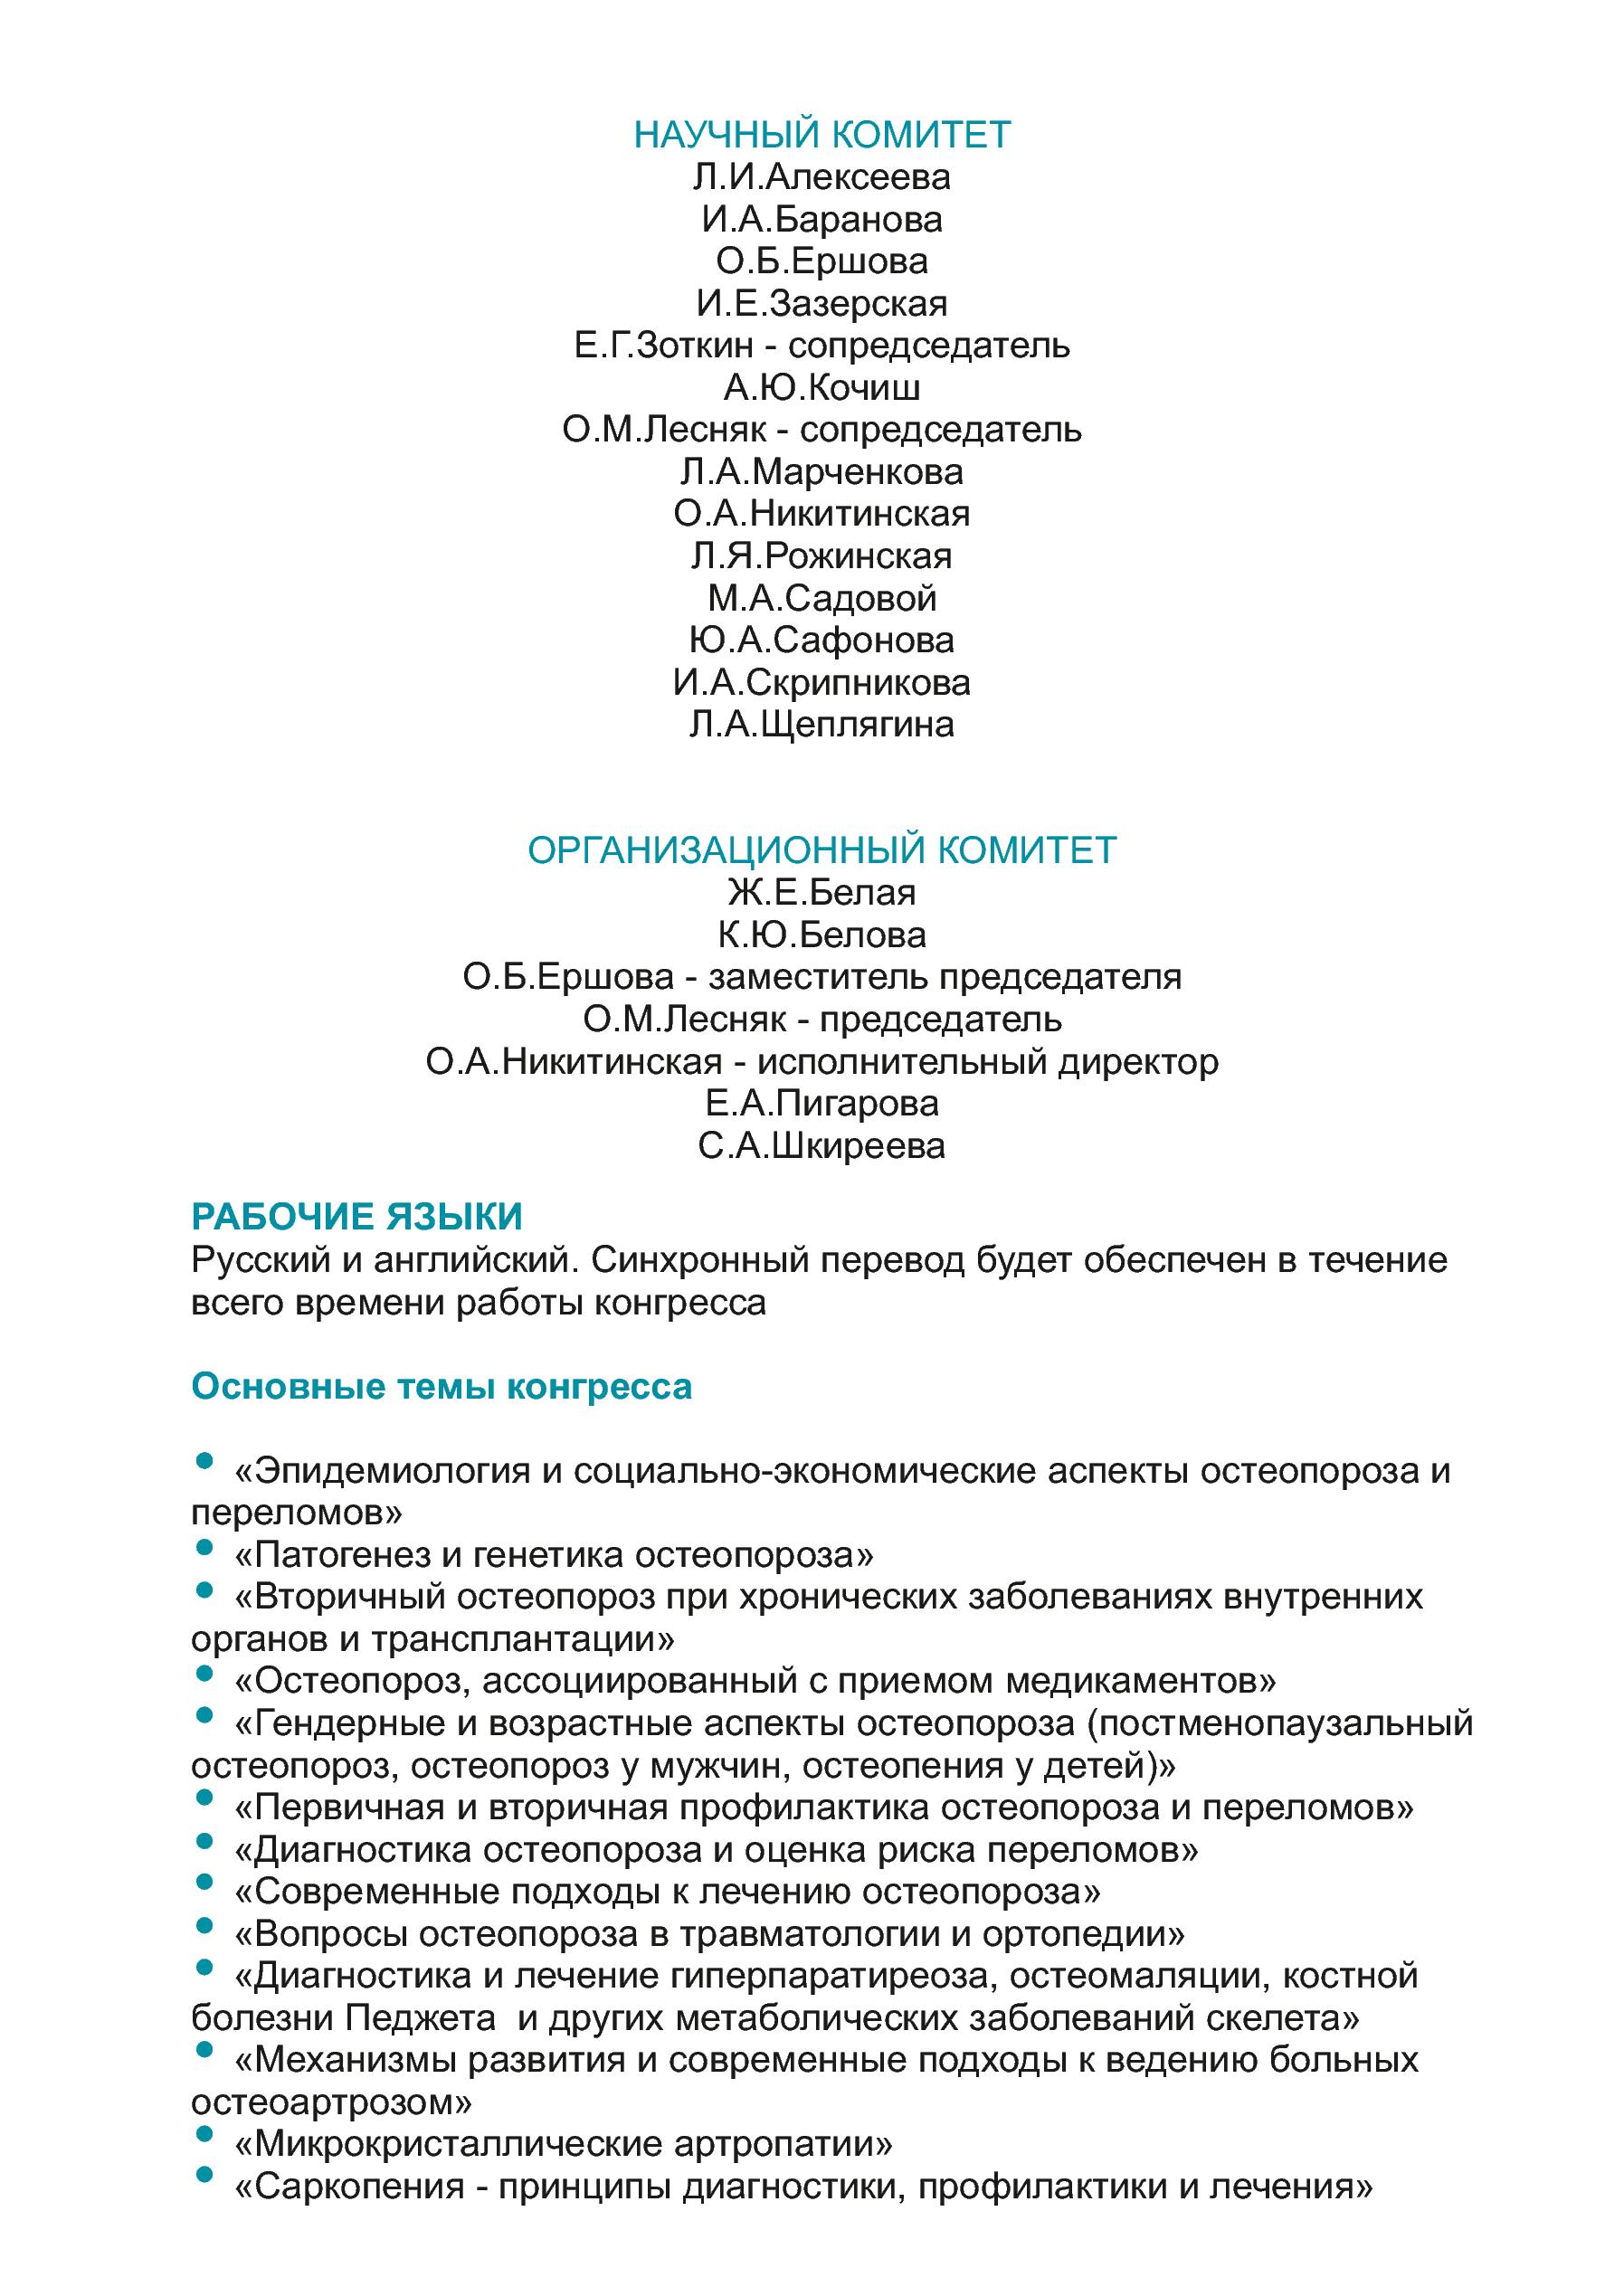 НАУЧНЫЙ КОМИТЕТ
Л.И.Алексеева
И.А.Баранова
О.Б.Ершова
И.Е.Зазерская
Е.Г.Зоткин - сопредседатель
А.Ю.Кочиш
О.М.Лесняк - сопредседатель
Л.А.Марченкова
О.А.Никитинская
Л.Я.Рожинская
М.А.Садовой
Ю.А.Сафонова
И.А.Скрипникова
Л.А.Щеплягина
ОРГАНИЗАЦИОННЫЙ КОМИТЕТ
Ж.Е.Белая
К.Ю.Белова
О.Б.Ершова - заместитель председателя
О.М.Лесняк - председатель
О.А.Никитинская - исполнительный директор
Е.А.Пигарова
С.А.Шкиреева
РАБОЧИЕ ЯЗЫКИ
Русский и английский. Синхронный перевод будет обеспечен в течение
всего времени работы конгресса
Основные темы конгресса
• «Эпидемиология и социально-экономические аспекты остеопороза и
переломов»
• «Патогенез и генетика остеопороза»
• «Вторичный остеопороз при хронических заболеваниях внутренних
органов и трансплантации»
• «Остеопороз, ассоциированный с приемом медикаментов»
• «Гендерные и возрастные аспекты остеопороза (постменопаузальный
остеопороз, остеопороз у мужчин, остеопения у детей)»
• «Первичная и вторичная профилактика остеопороза и переломов»
• «Диагностика остеопороза и оценка риска переломов»
• «Современные подходы к лечению остеопороза»
• «Вопросы остеопороза в травматологии и ортопедии»
• «Диагностика и лечение гиперпаратиреоза, остеомаляции, костной
болезни Педжета  и других метаболических заболеваний скелета»
• «Механизмы развития и современные подходы к ведению больных
остеоартрозом»
• «Микрокристаллические артропатии»
• «Саркопения - принципы диагностики, профилактики и лечения»